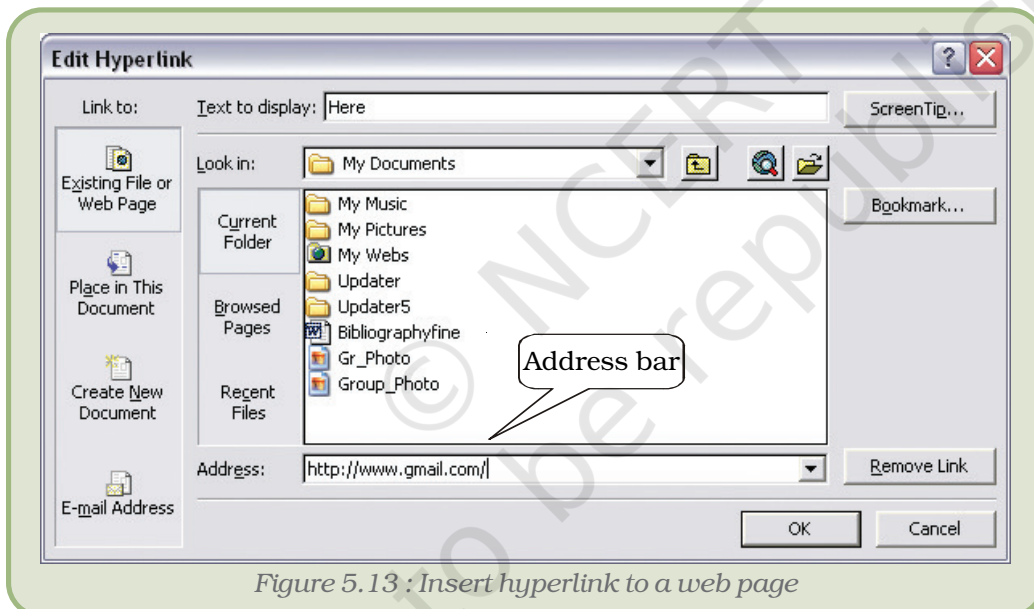 Edit Hyperlink
Link to:
Text to display: Here
ScreenTip...
Existing File or
Web Page
Look in: My Documents
Bookmark...
Current
Folder
My Music
My Pictures
My Webs
Updater
Updater5
Bibliographyfine
Gr_Photo
Group_Photo
Place in This
Document
Browsed
Pages
Address bar
Create New
Document
Recent
Files
E-mail Address
Address: http://www.gmail.com/
Remove Link
OK
Cancel
Figure 5.13 : Insert hyperlink to a web page
© NCERT
to be republis